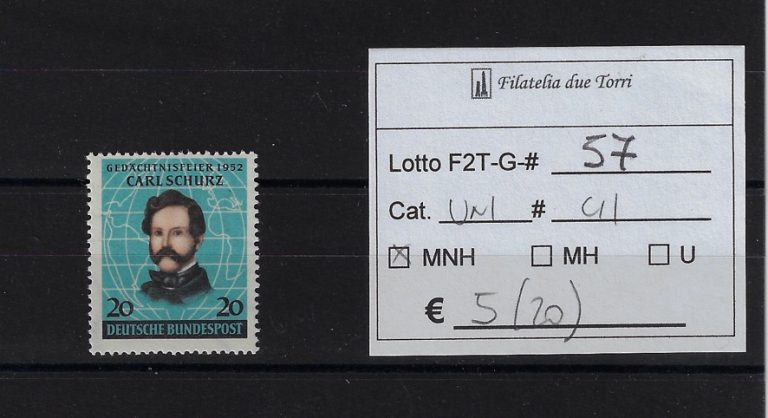 GEDÄCHTNISFEIER 1952
CARL SCHURZ
20 20
DEUTSCHE BUNDESPOST
Filatelia due Torri
Lotto F2T-G-# 57
Cat. UNI #
MNH MH U
€ 5 (20)